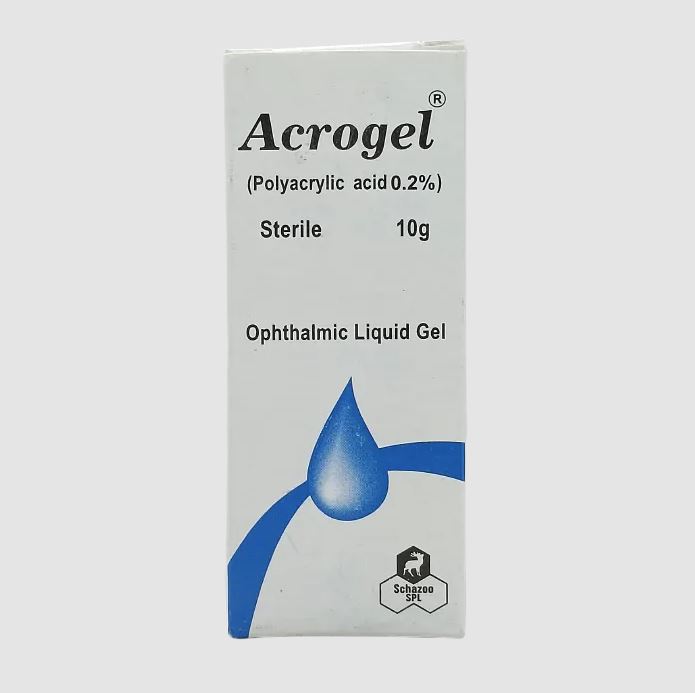 Acrogel®
(Polyacrylic acid 0.2%)
Sterile 10g
Ophthalmic Liquid Gel
Schazoo
SPL